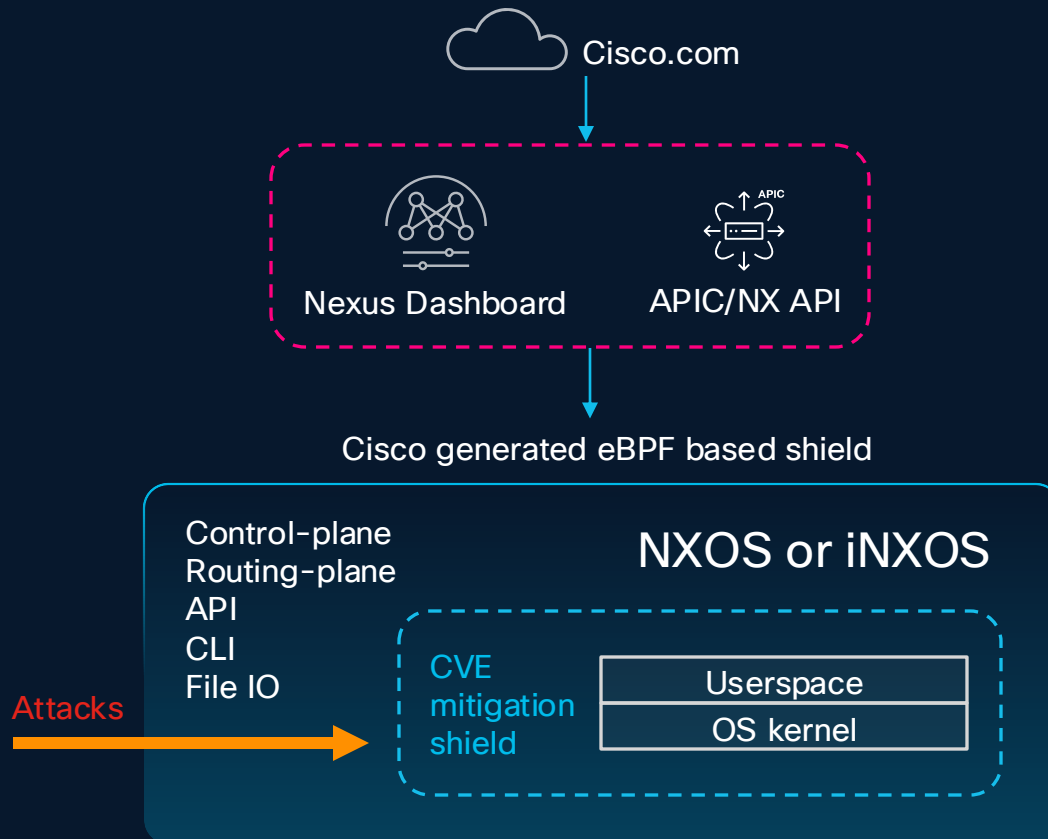 Cisco.com
APIC
Nexus Dashboard
APIC/NX API
Cisco generated eBPF based shield
Control-plane
Routing-plane
API
CLI
File IO
NXOS or iNXOS
Attacks
CVE
mitigation
shield
Userspace
OS kernel